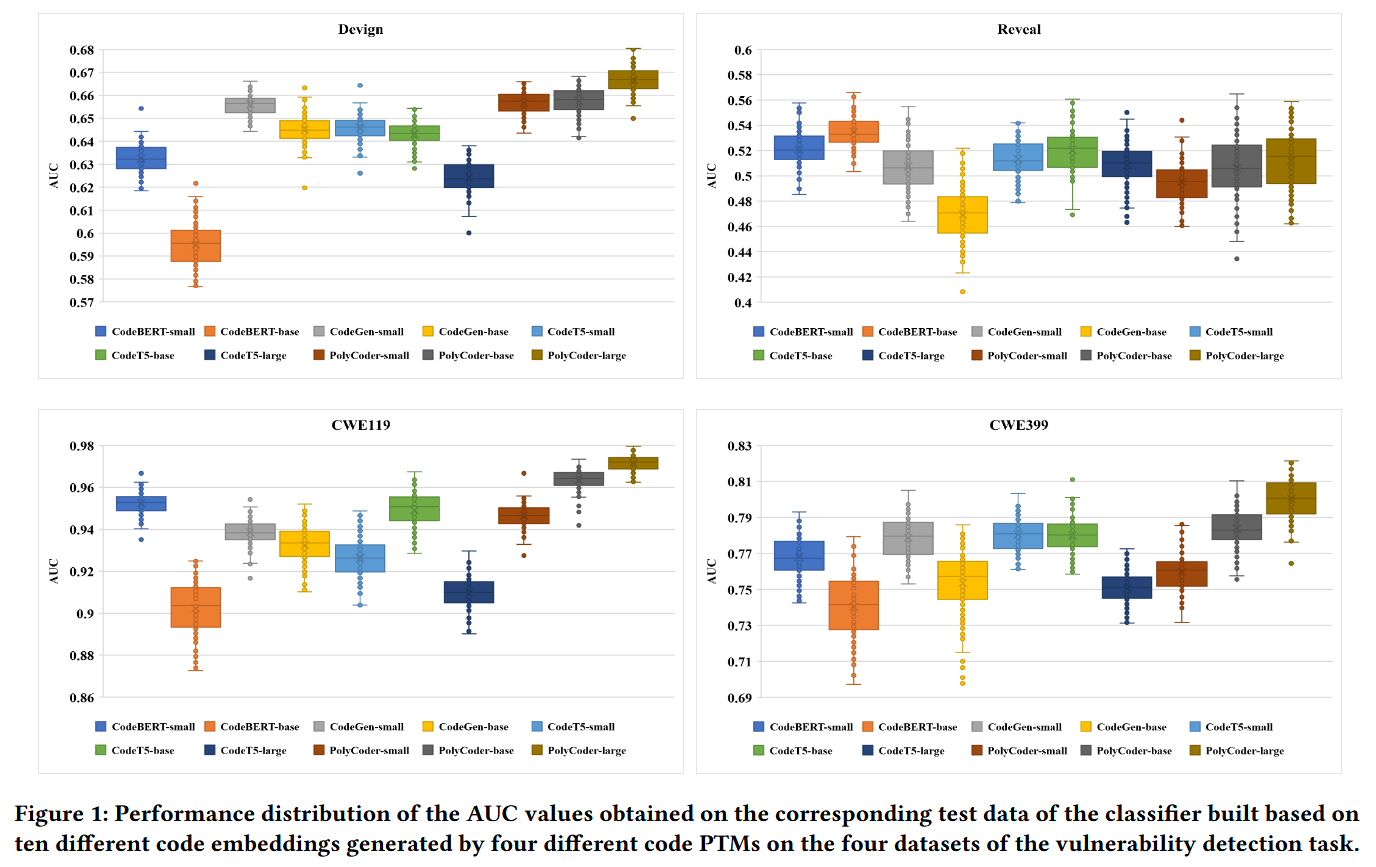 Devign
0.68
0.67
0.66
0.65
0.64
0.63
0.62
0.61
0.6
0.59
0.58
0.57
AUC
CodeBERT-small CodeBERT-base CodeGen-small CodeGen-base CodeT5-small
CodeT5-base CodeT5-large PolyCoder-small PolyCoder-base PolyCoder-large
Reveal
0.6
0.58
0.56
0.54
0.52
0.5
0.48
0.46
0.44
0.42
0.4
AUC
CodeBERT-small CodeBERT-base CodeGen-small CodeGen-base CodeT5-small
CodeT5-base CodeT5-large PolyCoder-small PolyCoder-base PolyCoder-large
CWE119
0.98
0.96
0.94
0.92
0.9
0.88
0.86
AUC
CodeBERT-small CodeBERT-base CodeGen-small CodeGen-base CodeT5-small
CodeT5-base CodeT5-large PolyCoder-small PolyCoder-base PolyCoder-large
CWE399
0.83
0.81
0.79
0.77
0.75
0.73
0.71
0.69
AUC
CodeBERT-small CodeBERT-base CodeGen-small CodeGen-base CodeT5-small
CodeT5-base CodeT5-large PolyCoder-small PolyCoder-base PolyCoder-large
Figure 1: Performance distribution of the AUC values obtained on the corresponding test data of the classifier built based on
ten different code embeddings generated by four different code PTMs on the four datasets of the vulnerability detection task.